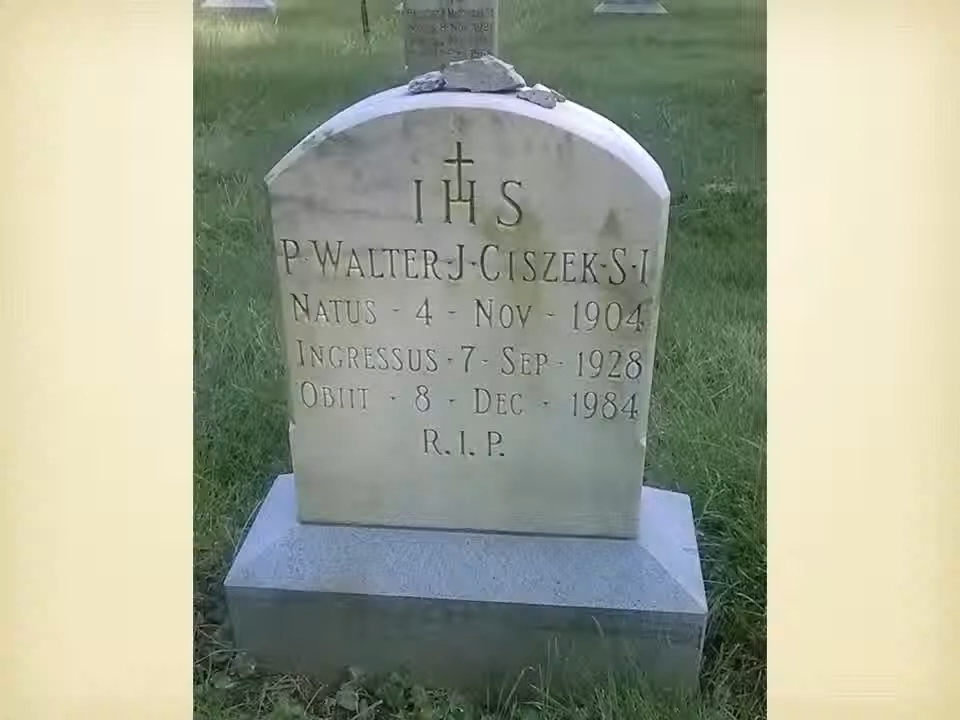 IHS
P·WALTER·J·CISZEK·S·I
NATUS - 4 - NOV - 1904
INGRESSUS - 7 - SEP - 1928
OBIIT - 8 - DEC - 1984
R.I.P.